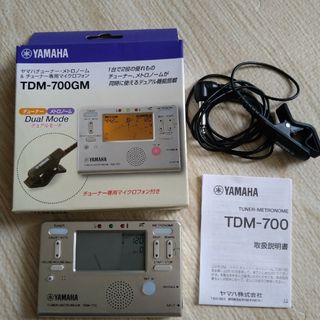 YAMAHA
ヤマハチューナー・メトロノーム
& チューナー専用マイクロフォン
TDM-700GM
1台で2役の優れもの
チューナー、メトロノームが
同時に使えるデュアル機能搭載
チューナー
メトロノーム
Dual Mode
デュアルモード
YAMAHA
チューナー専用マイクロフォン付き
YAMAHA
TUNER-METRONOME
TDM-700
取扱説明書
ヤマハ株式会社
TUNER
METRONOME
120
YAMAHA
TDM-700